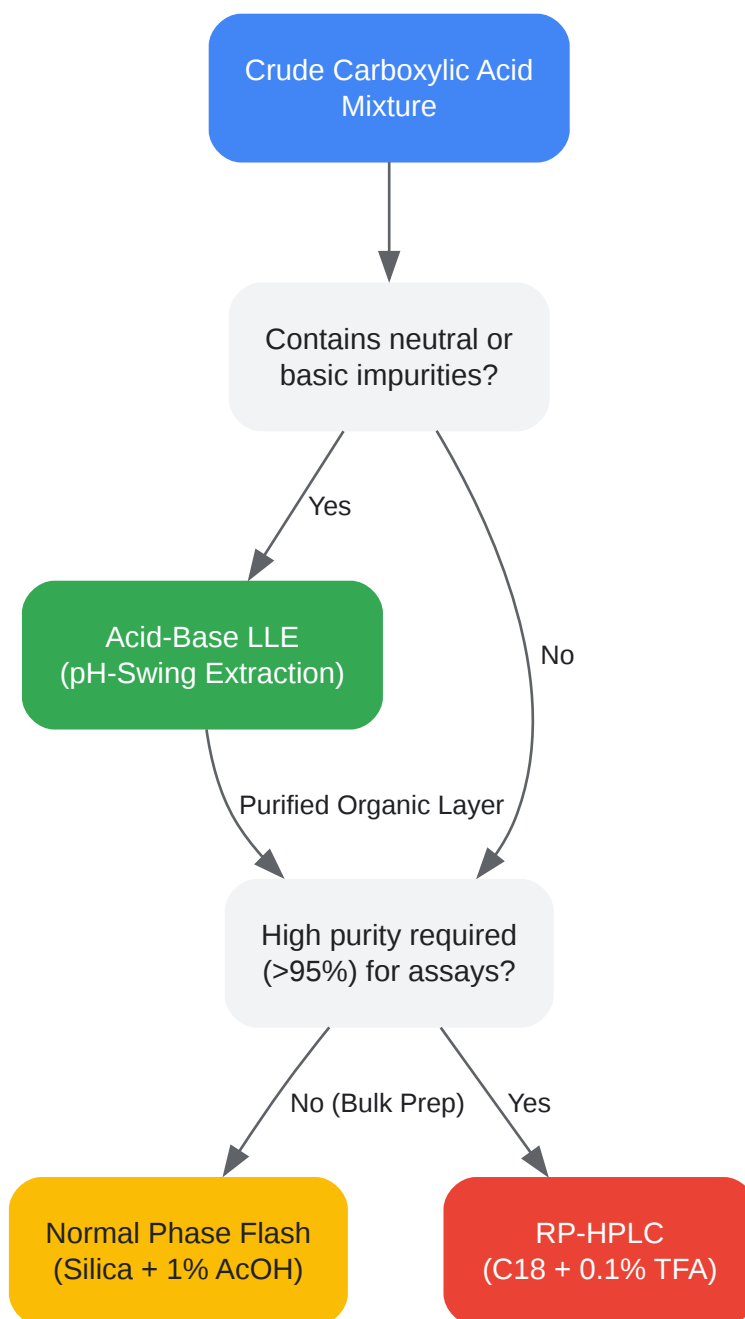 Crude Carboxylic Acid
Mixture
Contains neutral or
basic impurities?
Yes
Acid-Base LLE
(pH-Swing Extraction)
No
Purified Organic Layer
High purity required
(>95%) for assays?
No (Bulk Prep)
Yes
Normal Phase Flash
(Silica + 1% AcOH)
RP-HPLC
(C18 + 0.1% TFA)